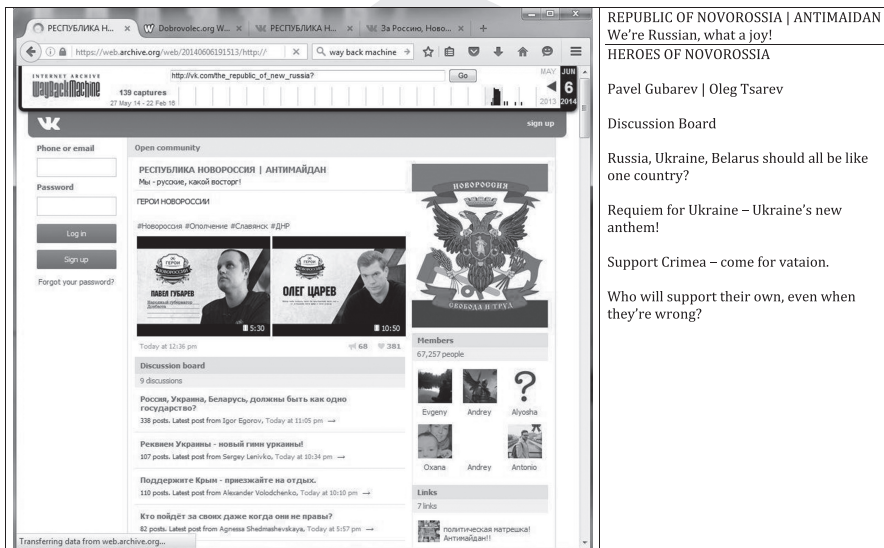 РЕСПУБЛИКА Н... ×
Dobrovolec.org W... ×
РЕСПУБЛИКА Н... ×
За Россию, Ново... ×
+
https://web.archive.org/web/20140606191513/http://
way back machine
INTERNET ARCHIVE
WayBackMachine
http://vk.com/the_republic_of_new_russia?
Go
139 captures
27 May 14 - 22 Feb 16
MAY
JUN
6
2013
2014
sign up
Phone or email
Password
Log in
Sign up
Forgot your password?
Open community
РЕСПУБЛИКА НОВОРОССИЯ | АНТИМАЙДАН
Мы - русские, какой восторг!
ГЕРОИ НОВОРОССИИ
#Новороссия #Ополчение #Славянск #ДНР
ГЕРОИ
НОВОРОССИИ
ПАВЕЛ ГУБАРЕВ
Народный губернатор
Донбасса
5:30
ГЕРОИ
НОВОРОССИИ
ОЛЕГ ЦАРЕВ
10:50
Today at 12:36 pm
68
381
Discussion board
9 discussions
Россия, Украина, Беларусь, должны быть как одно
государство?
338 posts. Latest post from Igor Egorov, Today at 11:05 pm →
Реквием Украины - новый гимн уркаины!
107 posts. Latest post from Sergey Lenivko, Today at 10:34 pm →
Поддержите Крым - приезжайте на отдых.
110 posts. Latest post from Alexander Volodchenko, Today at 10:10 pm →
Кто пойдёт за своих даже когда они не правы?
82 posts. Latest post from Agnessa Shedmashevskaya, Today at 5:57 pm →
НОВОРОССИЯ
СВОБОДА И ТРУД
Members
67,257 people
Evgeny
Andrey
Alyosha
Oxana
Andrey
Antonio
Links
7 links
политическая матрешка!
Антимайдан!!
Transferring data from web.archive.org...
REPUBLIC OF NOVOROSSIA | ANTIMAIDAN
We’re Russian, what a joy!
HEROES OF NOVOROSSIA
Pavel Gubarev | Oleg Tsarev
Discussion Board
Russia, Ukraine, Belarus should all be like
one country?
Requiem for Ukraine – Ukraine’s new
anthem!
Support Crimea – come for vataion.
Who will support their own, even when
they’re wrong?